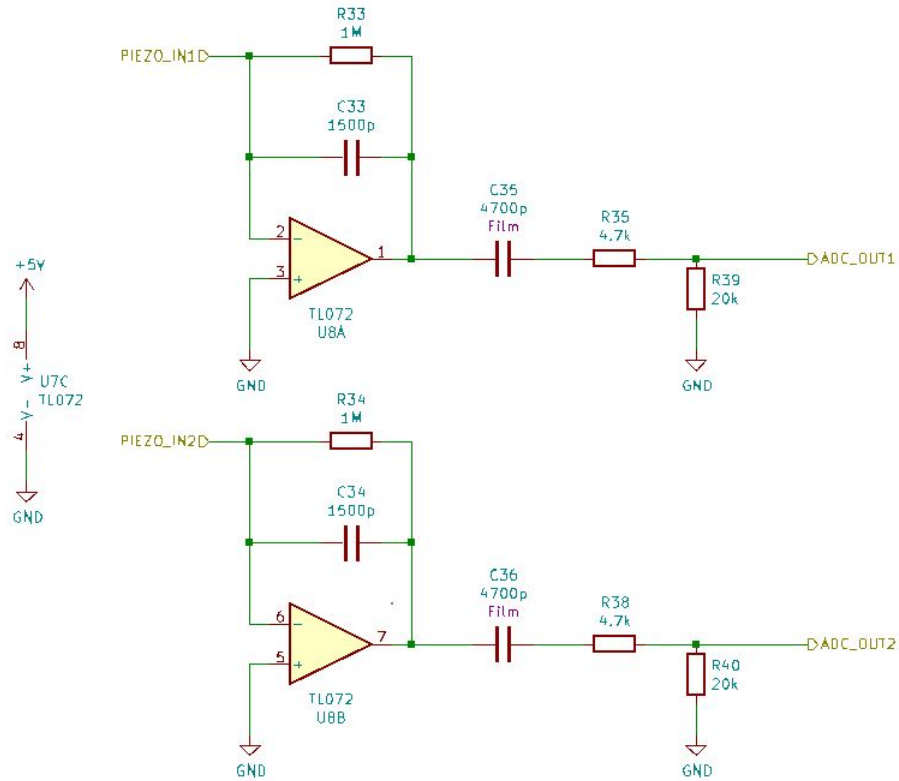 R33
1M
PIEZO_IN1
C33
1500p
C35
4700p
Film
R35
4.7k
2
-
1
3
+
ADC_OUT1
R39
20k
TL072
U8A
GND
GND
+5V
8
V+
U7C
TL072
V-
4
GND
R34
1M
PIEZO_IN2
C34
1500p
C36
4700p
Film
R38
4.7k
6
-
7
5
+
ADC_OUT2
R40
20k
TL072
U8B
GND
GND